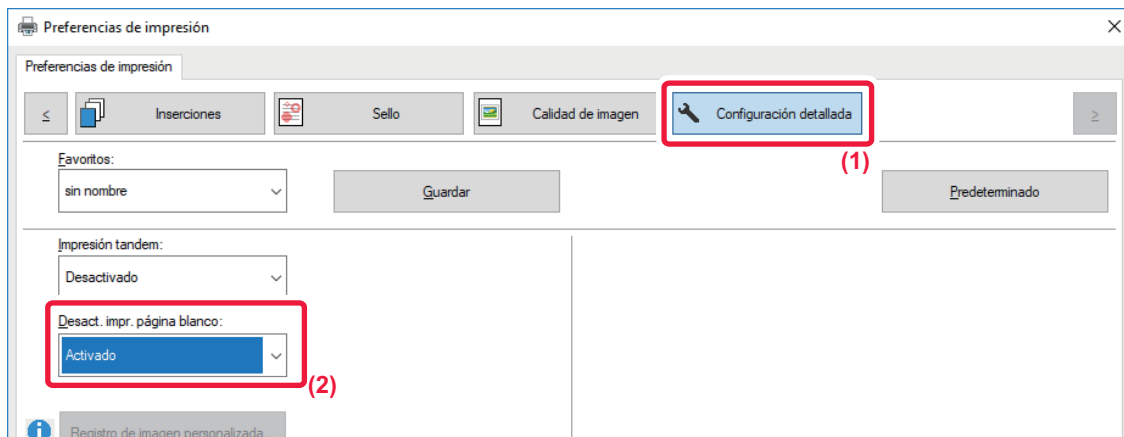 Preferencias de impresión
Preferencias de impresión
< Inserciones Sello Calidad de imagen Configuración detallada >
(1)
Favoritos:
sin nombre Guardar Predeterminado
Impresión tandem:
Desactivado
Desact. impr. página blanco:
Activado
(2)
Registro de imagen personalizada